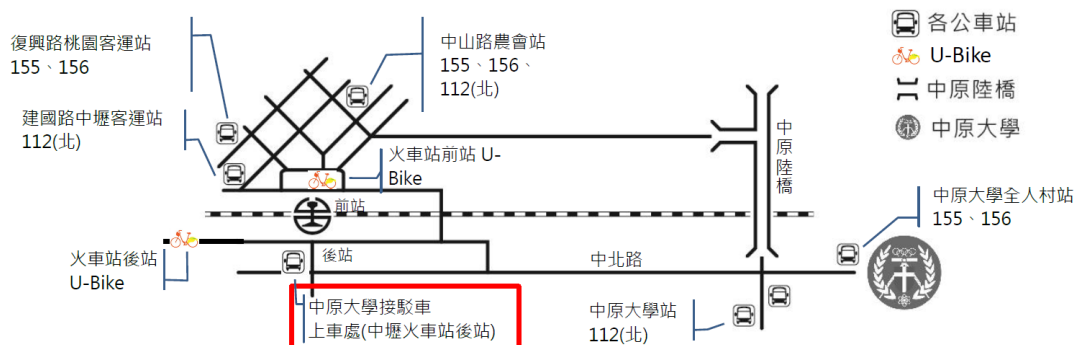 復興路桃園客運站
155、156
建國路中壢客運站
112(北)
中山路農會站
155、156、
112(北)
各公車站
U-Bike
中原陸橋
中原大學
火車站前站 U-
Bike
中原陸橋
前站
中原大學全人村站
155、156
火車站後站
U-Bike
後站
中北路
中原大學接駁車
上車處(中壢火車站後站)
中原大學站
112(北)